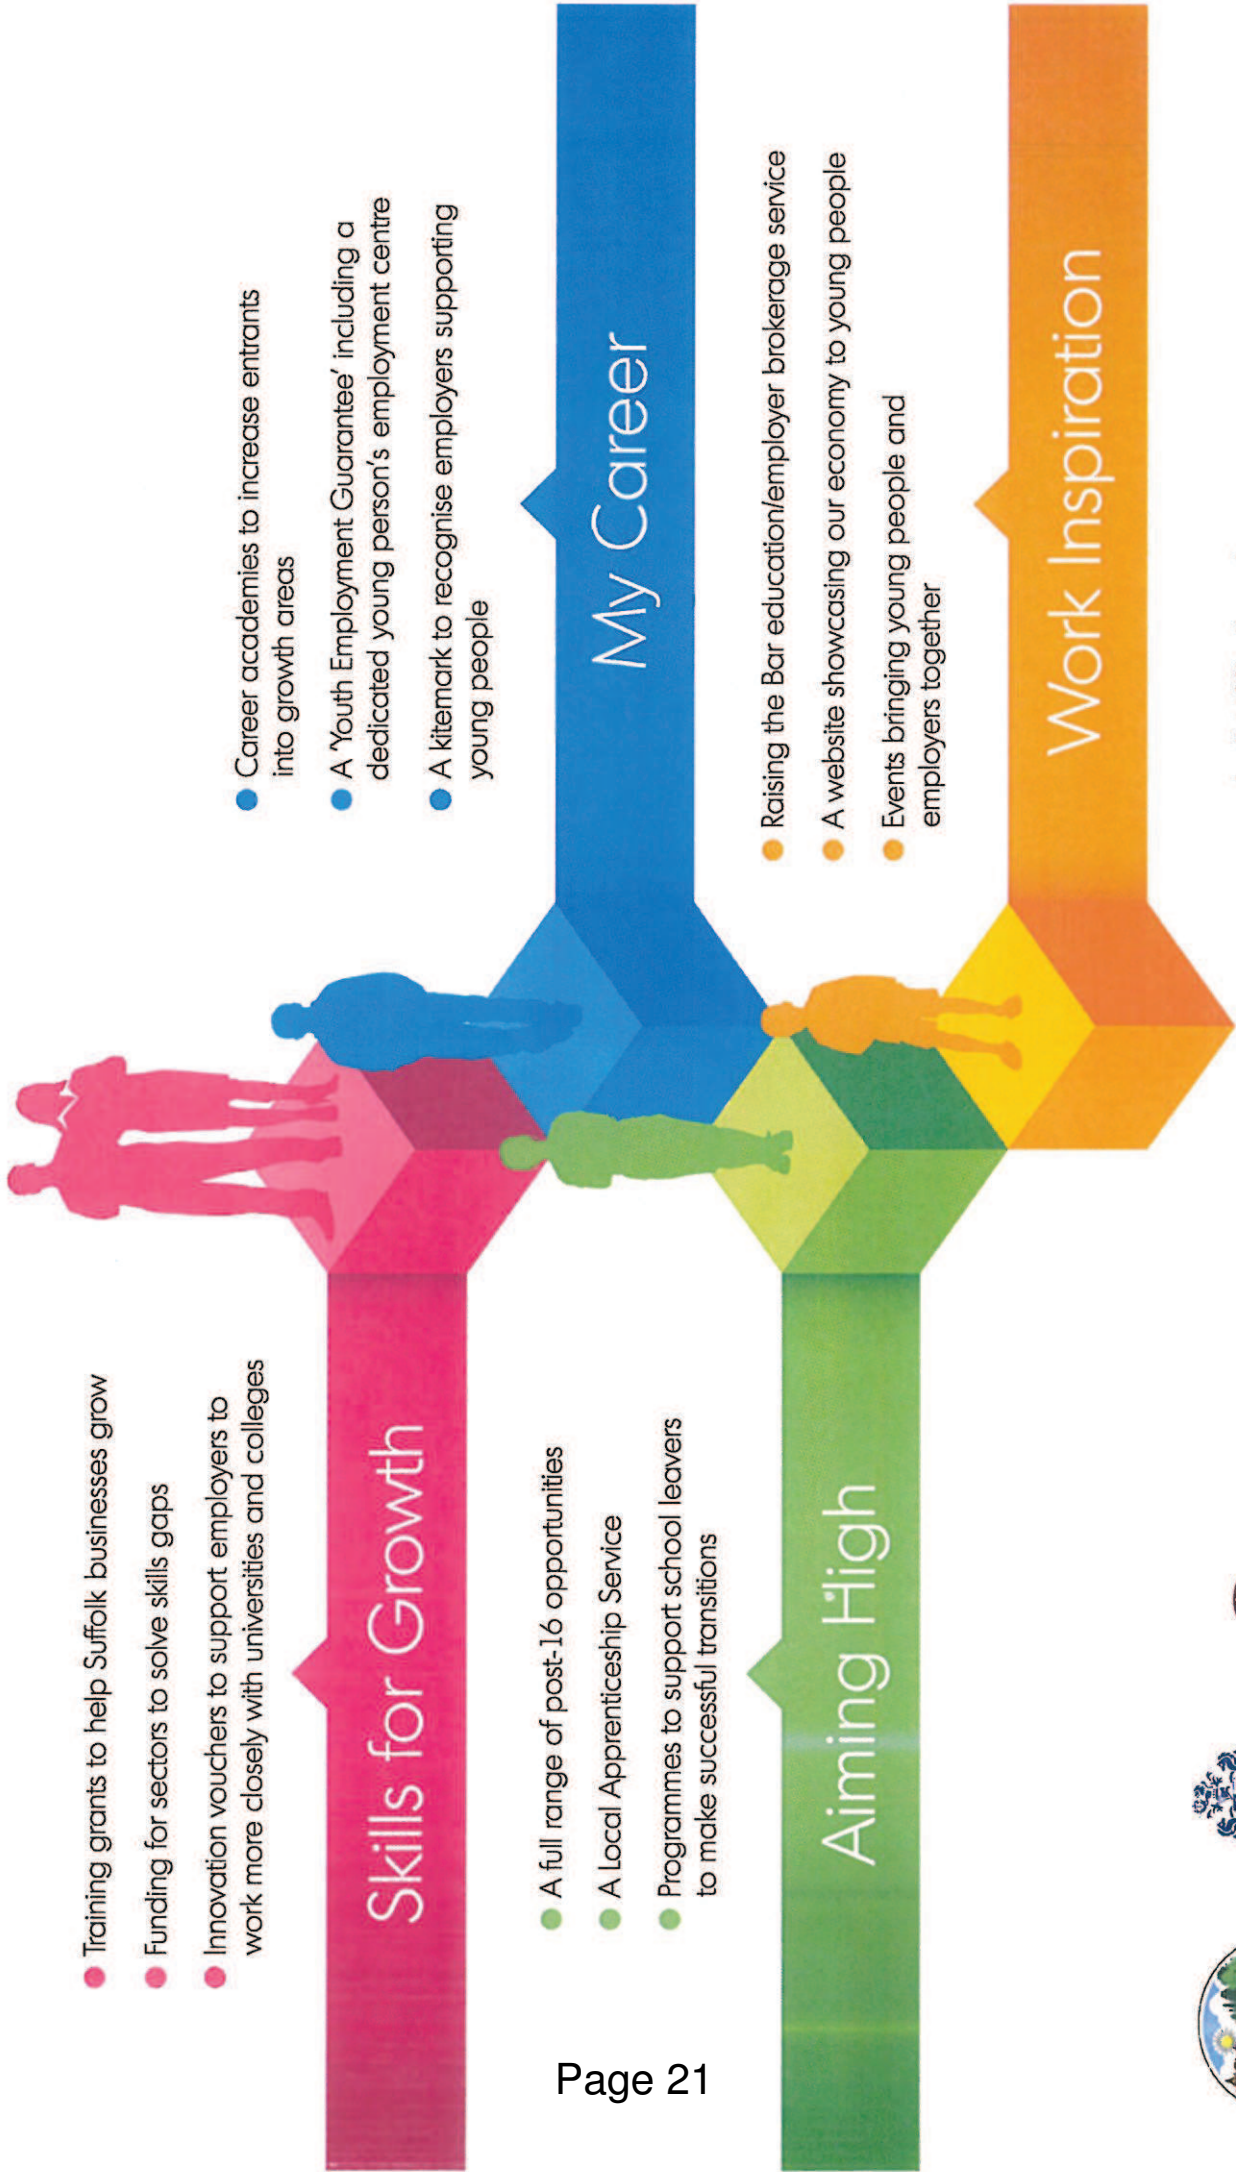 Training grants to help Suffolk businesses grow
Funding for sectors to solve skills gaps
Innovation vouchers to support employers to
work more closely with universities and colleges
Skills for Growth
Career academies to increase entrants
into growth areas
A ‘Youth Employment Guarantee’ including a
dedicated young person's employment centre
A kitemark to recognise employers supporting
young people
My Career
A full range of post-16 opportunities
A Local Apprenticeship Service
Programmes to support school leavers
to make successful transitions
Aiming High
Raising the Bar education/employer brokerage service
A website showcasing our economy to young people
Events bringing young people and
employers together
Work Inspiration
Page 21